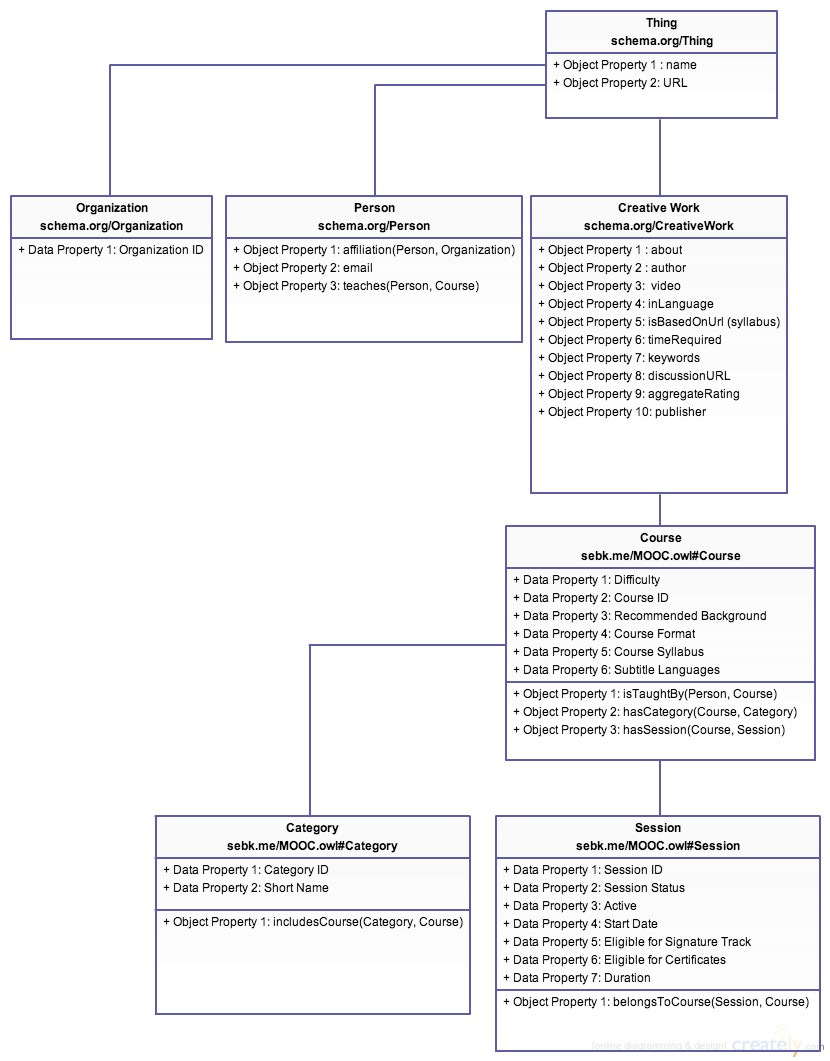 Thing
schema.org/Thing
+ Object Property 1 : name
+ Object Property 2: URL
Organization
schema.org/Organization
+ Data Property 1: Organization ID
Person
schema.org/Person
+ Object Property 1: affiliation(Person, Organization)
+ Object Property 2: email
+ Object Property 3: teaches(Person, Course)
Creative Work
schema.org/CreativeWork
+ Object Property 1 : about
+ Object Property 2 : author
+ Object Property 3:  video
+ Object Property 4: inLanguage
+ Object Property 5: isBasedOnUrl (syllabus)
+ Object Property 6: timeRequired
+ Object Property 7: keywords
+ Object Property 8: discussionURL
+ Object Property 9: aggregateRating
+ Object Property 10: publisher
Course
sebk.me/MOOC.owl#Course
+ Data Property 1: Difficulty
+ Data Property 2: Course ID
+ Data Property 3: Recommended Background
+ Data Property 4: Course Format
+ Data Property 5: Course Syllabus
+ Data Property 6: Subtitle Languages
+ Object Property 1: isTaughtBy(Person, Course)
+ Object Property 2: hasCategory(Course, Category)
+ Object Property 3: hasSession(Course, Session)
Category
sebk.me/MOOC.owl#Category
+ Data Property 1: Category ID
+ Data Property 2: Short Name
+ Object Property 1: includesCourse(Category, Course)
Session
sebk.me/MOOC.owl#Session
+ Data Property 1: Session ID
+ Data Property 2: Session Status
+ Data Property 3: Active
+ Data Property 4: Start Date
+ Data Property 5: Eligible for Signature Track
+ Data Property 6: Eligible for Certificates
+ Data Property 7: Duration
+ Object Property 1: belongsToCourse(Session, Course)
[online diagramming & design] creately.com